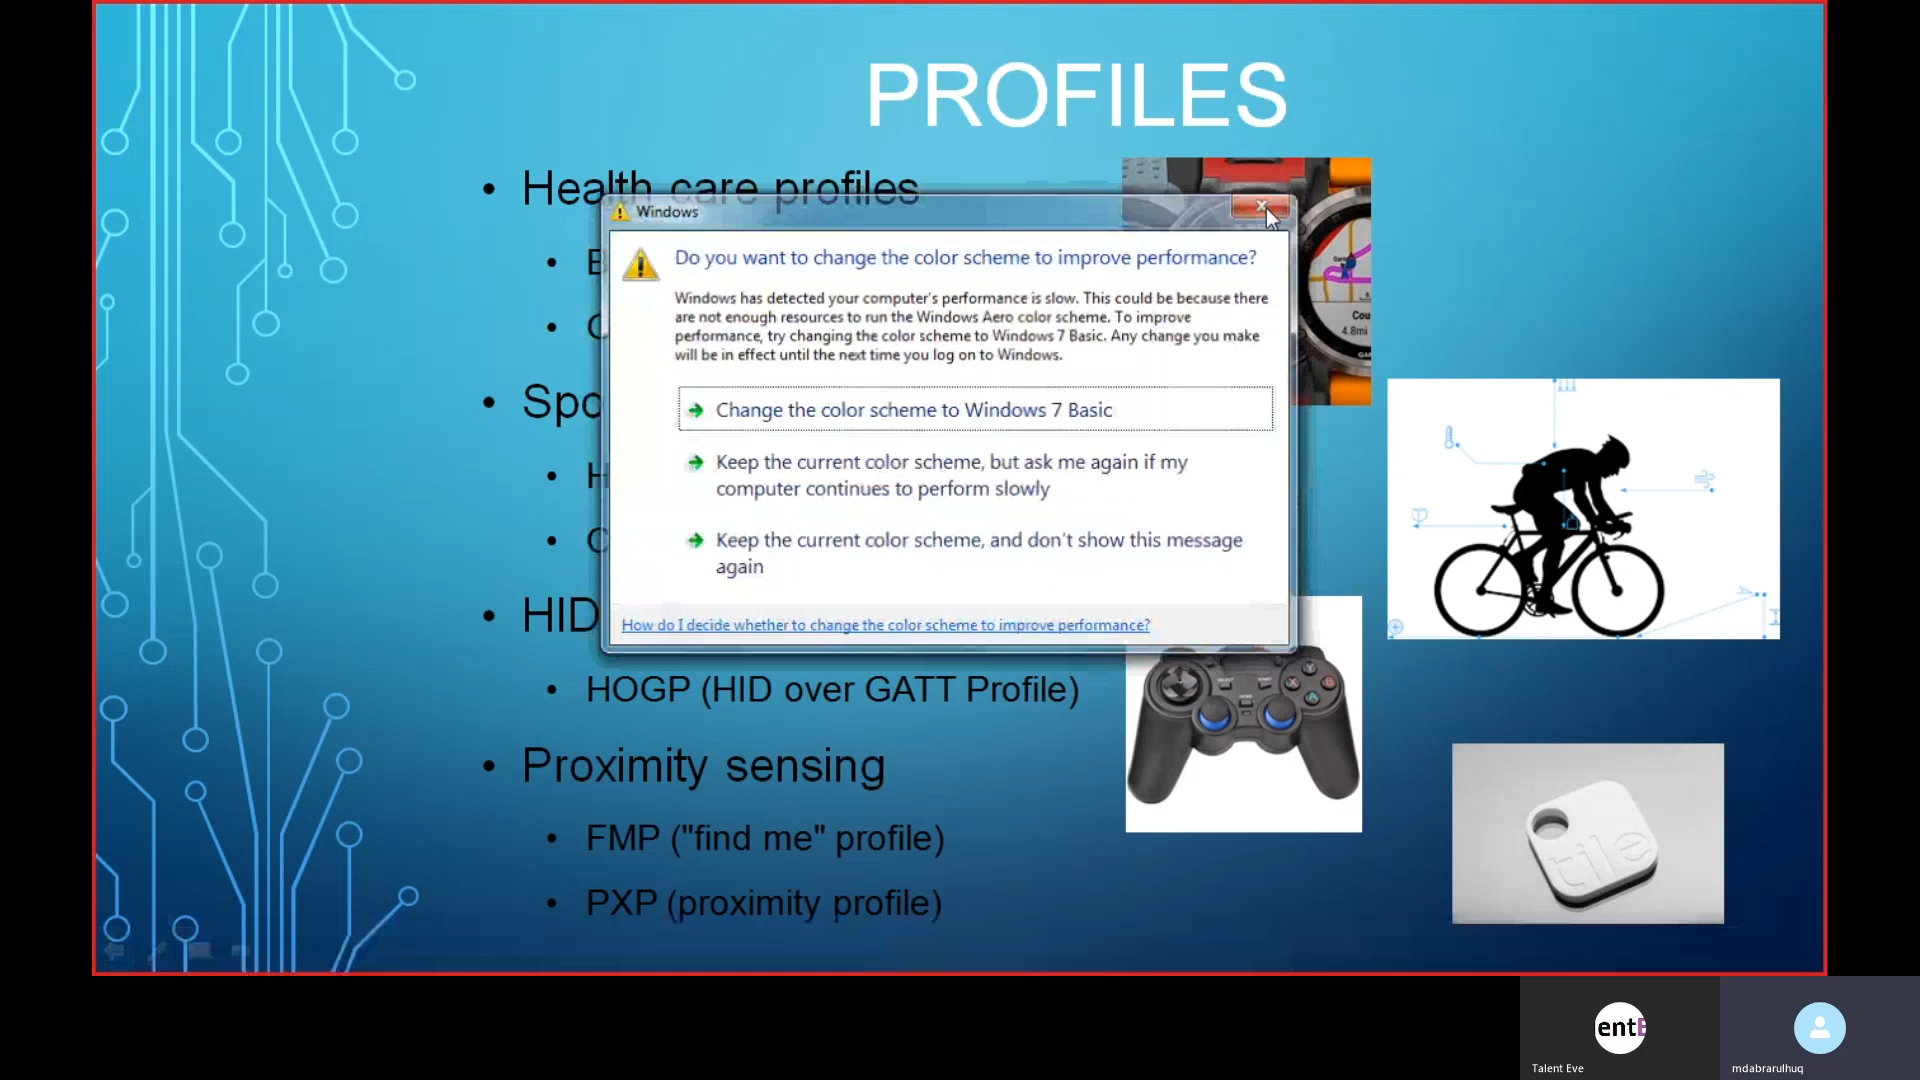 PROFILES
• Health care profiles
Windows
Do you want to change the color scheme to improve performance?
Windows has detected your computer's performance is slow. This could be because there
are not enough resources to run the Windows Aero color scheme. To improve
performance, try changing the color scheme to Windows 7 Basic. Any change you make
will be in effect until the next time you log on to Windows.
Change the color scheme to Windows 7 Basic
Keep the current color scheme, but ask me again if my
computer continues to perform slowly
Keep the current color scheme, and don't show this message
again
How do I decide whether to change the color scheme to improve performance?
4.8mi
• HID
• HOGP (HID over GATT Profile)
• Proximity sensing
• FMP ("find me" profile)
• PXP (proximity profile)
tile
Talent Eve
mdabrarulhuq